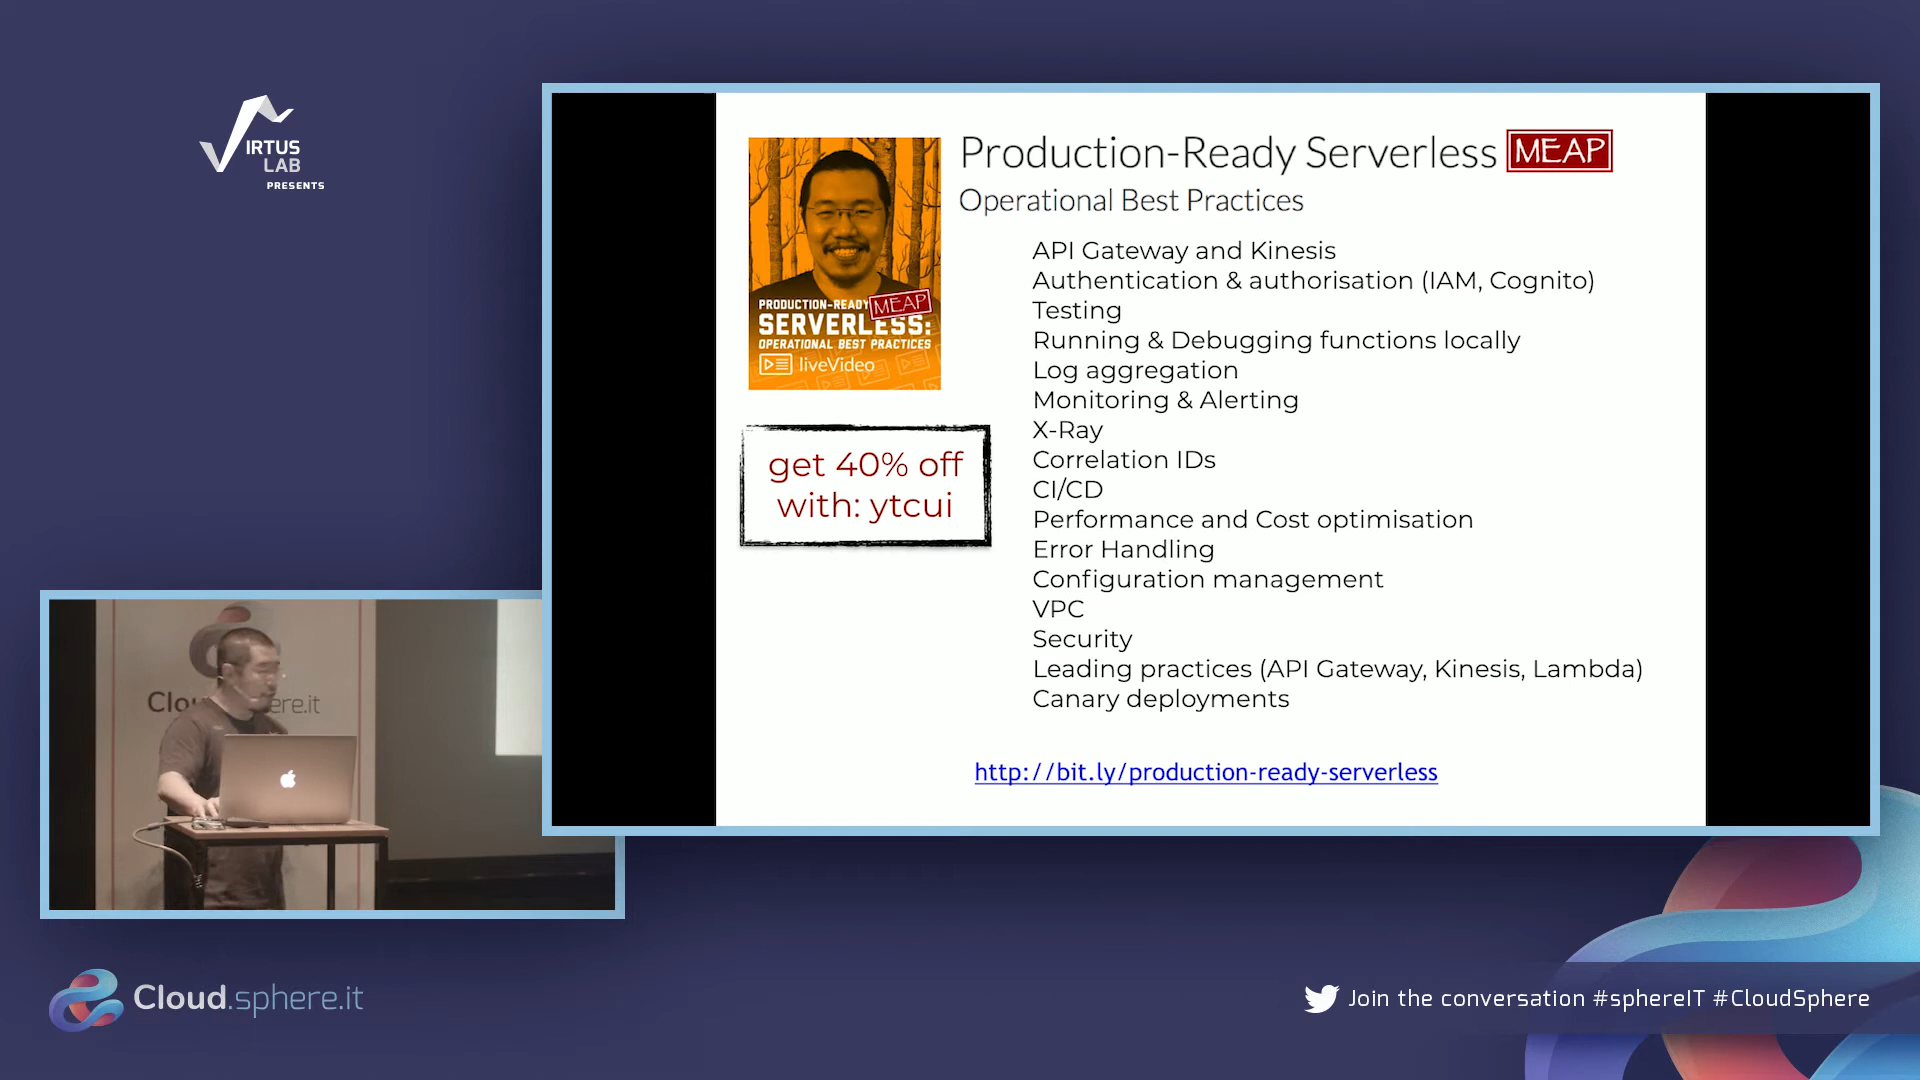 IRTUS
LAB
PRESENTS
Production-Ready Serverless MEAP
Operational Best Practices
PRODUCTION-READY
MEAP
SERVERLESS:
OPERATIONAL BEST PRACTICES
liveVideo
get 40% off
with: ytcui
API Gateway and Kinesis
Authentication & authorisation (IAM, Cognito)
Testing
Running & Debugging functions locally
Log aggregation
Monitoring & Alerting
X-Ray
Correlation IDs
CI/CD
Performance and Cost optimisation
Error Handling
Configuration management
VPC
Security
Leading practices (API Gateway, Kinesis, Lambda)
Canary deployments
http://bit.ly/production-ready-serverless
Clou ere.it
Cloud.sphere.it
Join the conversation #sphereIT #CloudSphere